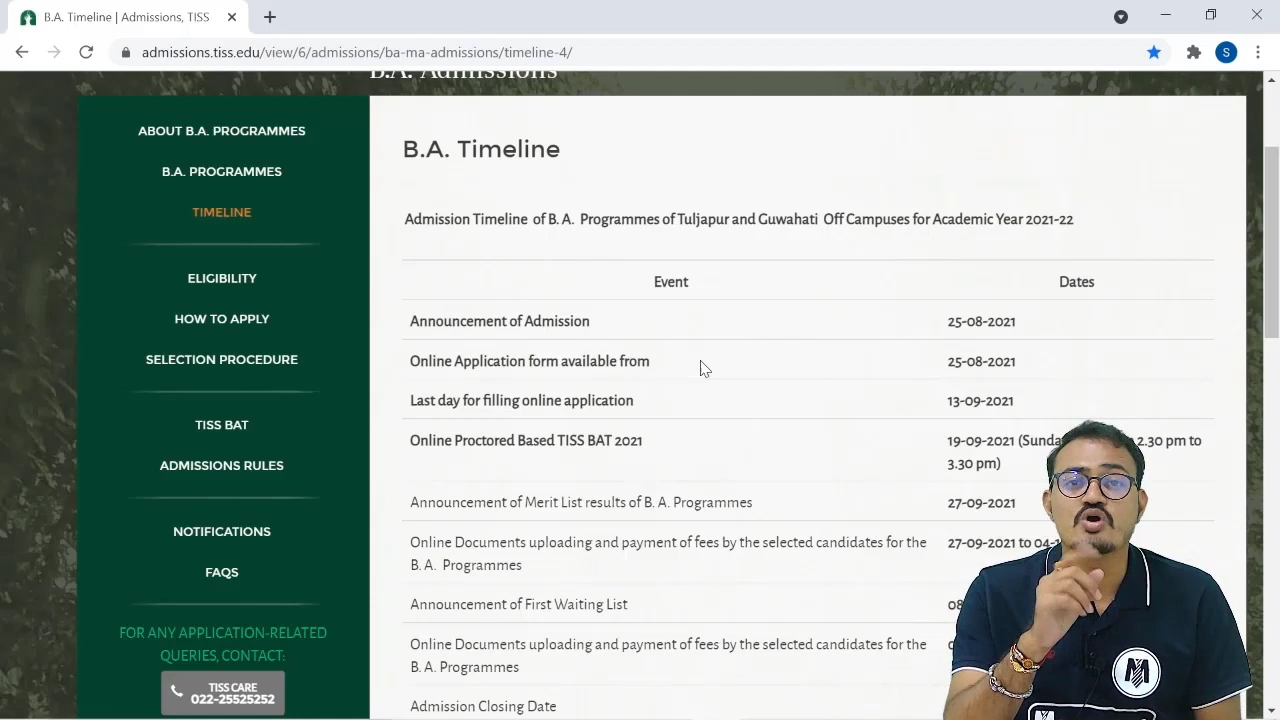 B.A. Timeline | Admissions, TISS
admissions.tiss.edu/view/6/admissions/ba-ma-admissions/timeline-4/
S
B.A. Admissions
ABOUT B.A. PROGRAMMES
B.A. PROGRAMMES
TIMELINE
ELIGIBILITY
HOW TO APPLY
SELECTION PROCEDURE
TISS BAT
ADMISSIONS RULES
NOTIFICATIONS
FAQS
FOR ANY APPLICATION-RELATED
QUERIES, CONTACT:
TISS CARE
022-25525252
B.A. Timeline
Admission Timeline of B. A. Programmes of Tuljapur and Guwahati Off Campuses for Academic Year 2021-22
Event Dates
Announcement of Admission 25-08-2021
Online Application form available from 25-08-2021
Last day for filling online application 13-09-2021
Online Proctored Based TISS BAT 2021 19-09-2021 2.30 pm to
3.30 pm)
Announcement of Merit List results of B. A. Programmes 27-09-2021
Online Documents uploading and payment of fees by the selected candidates for the 27-09-2021 to
B. A. Programmes
Announcement of First Waiting List
Online Documents uploading and payment of fees by the selected candidates for the
B. A. Programmes
Admission Closing Date